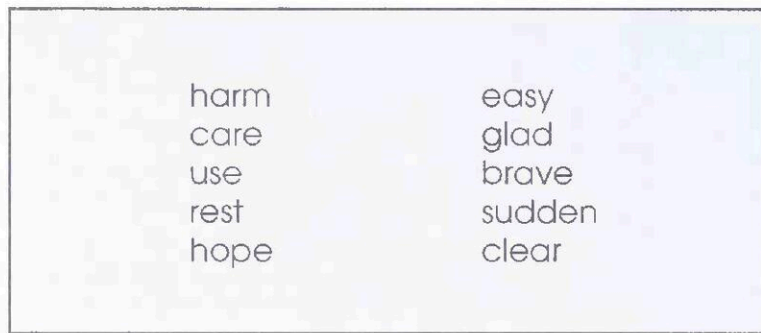 harm easy
care glad
use brave
rest sudden
hope clear